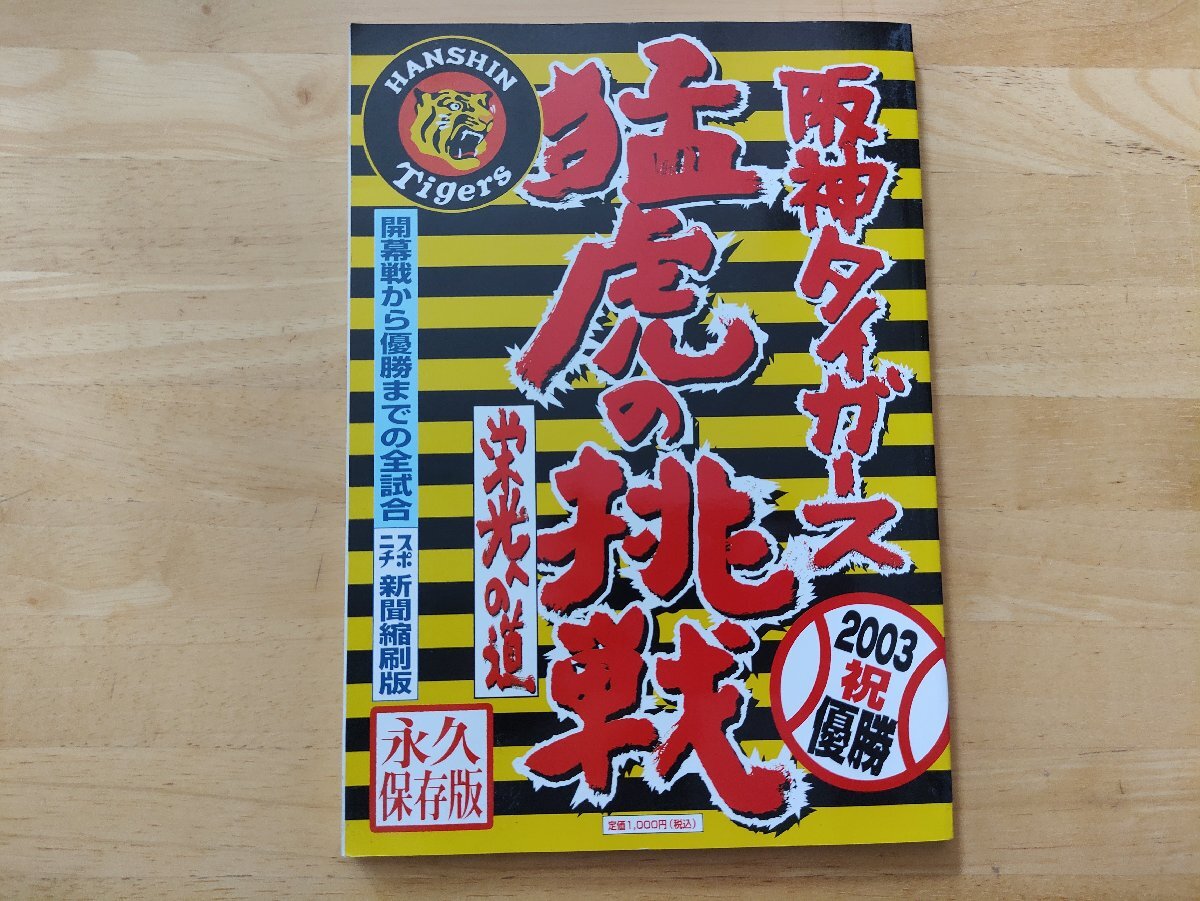 阪神タイガース
猛虎の挑戦
栄光への道
HANSHIN
Tigers
開幕戦から優勝までの全試合
スポニチ 新聞縮刷版
永久
保存版
2003
祝
優勝
定価1,000円(税込)